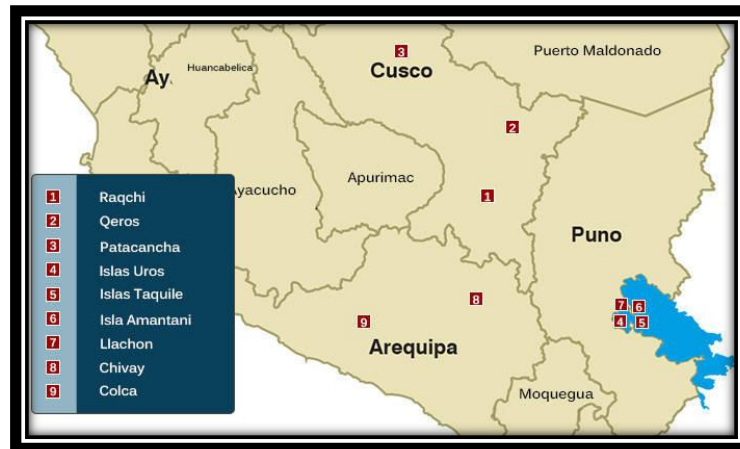 3
Puerto Maldonado
Huancabelica
Ay.
Cusco
2
Apurimac
yacucho
1
Puno
8
7
6
9
4
5
Arequipa
Moquegua
1 Raqchi
2 Qeros
3 Patacancha
4 Islas Uros
5 Islas Taquile
6 Isla Amantani
7 Llachon
8 Chivay
9 Colca